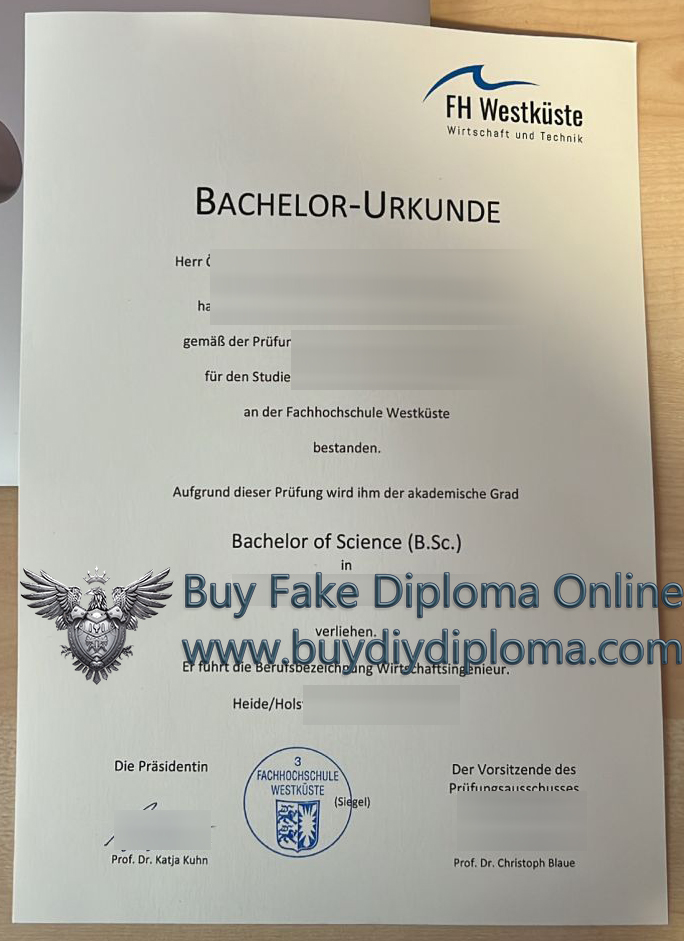 FH Westküste
Wirtschaft und Technik
BACHELOR-URKUNDE
Herr
gemäß der
für den
an der Fachhochschule Westküste
bestanden.
Aufgrund dieser Prüfung wird ihm der akademische Grad
Bachelor of Science (B.Sc.)
in
Buy Fake Diploma Online
verliehen.
www.buydiydiploma.com
Er führt die Berufsbezeichnung Wirtschaftsingenieur.
Heide/Hols
Die Präsidentin
Der Vorsitzende des
Prüfungsausschusses
3
FACHHOCHSCHULE
WESTKÜSTE
(Siegel)
Prof. Dr. Katja Kuhn
Prof. Dr. Christoph Blaue